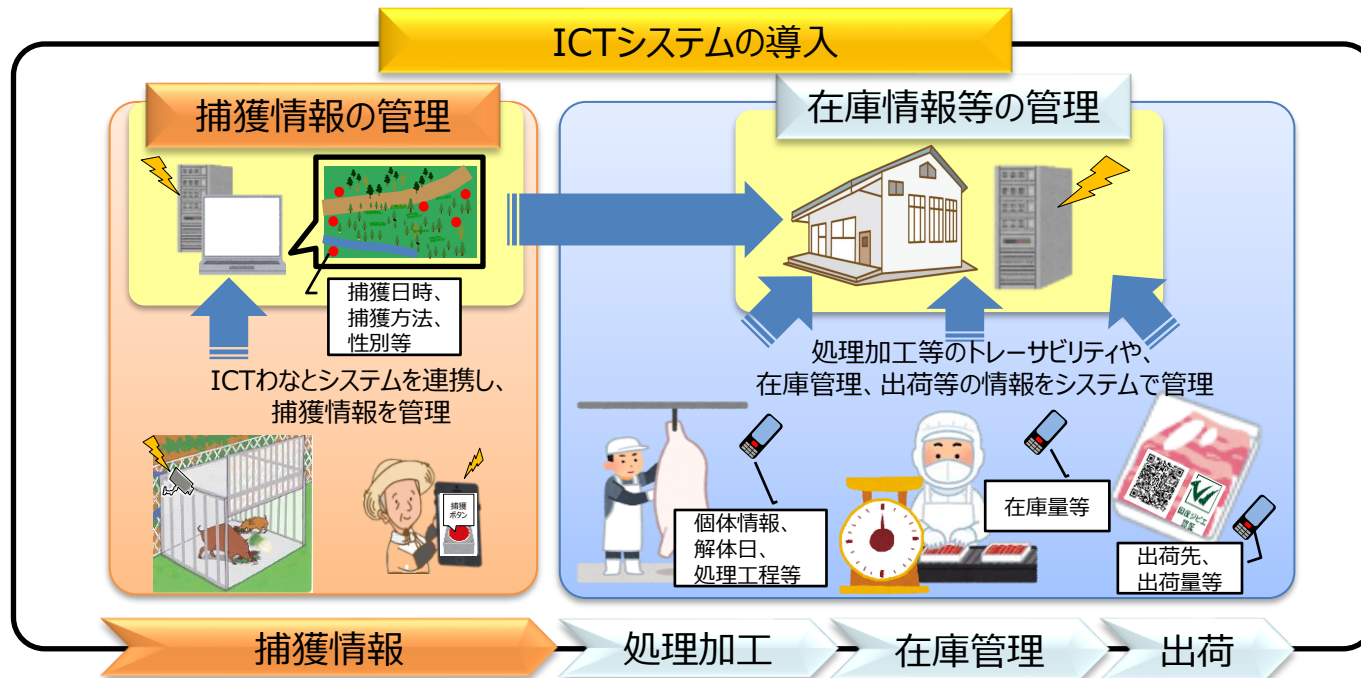 ICTシステムの導入
捕獲情報の管理
在庫情報等の管理
捕獲日時、
捕獲方法、
性別等
ICTわなとシステムを連携し、
捕獲情報を管理
処理加工等のトレーサビリティや、
在庫管理、出荷等の情報をシステムで管理
捕獲
ボタン
個体情報、
解体日、
処理工程等
在庫量等
国産ジビエ
認証
出荷先、
出荷量等
捕獲情報
処理加工
在庫管理
出荷